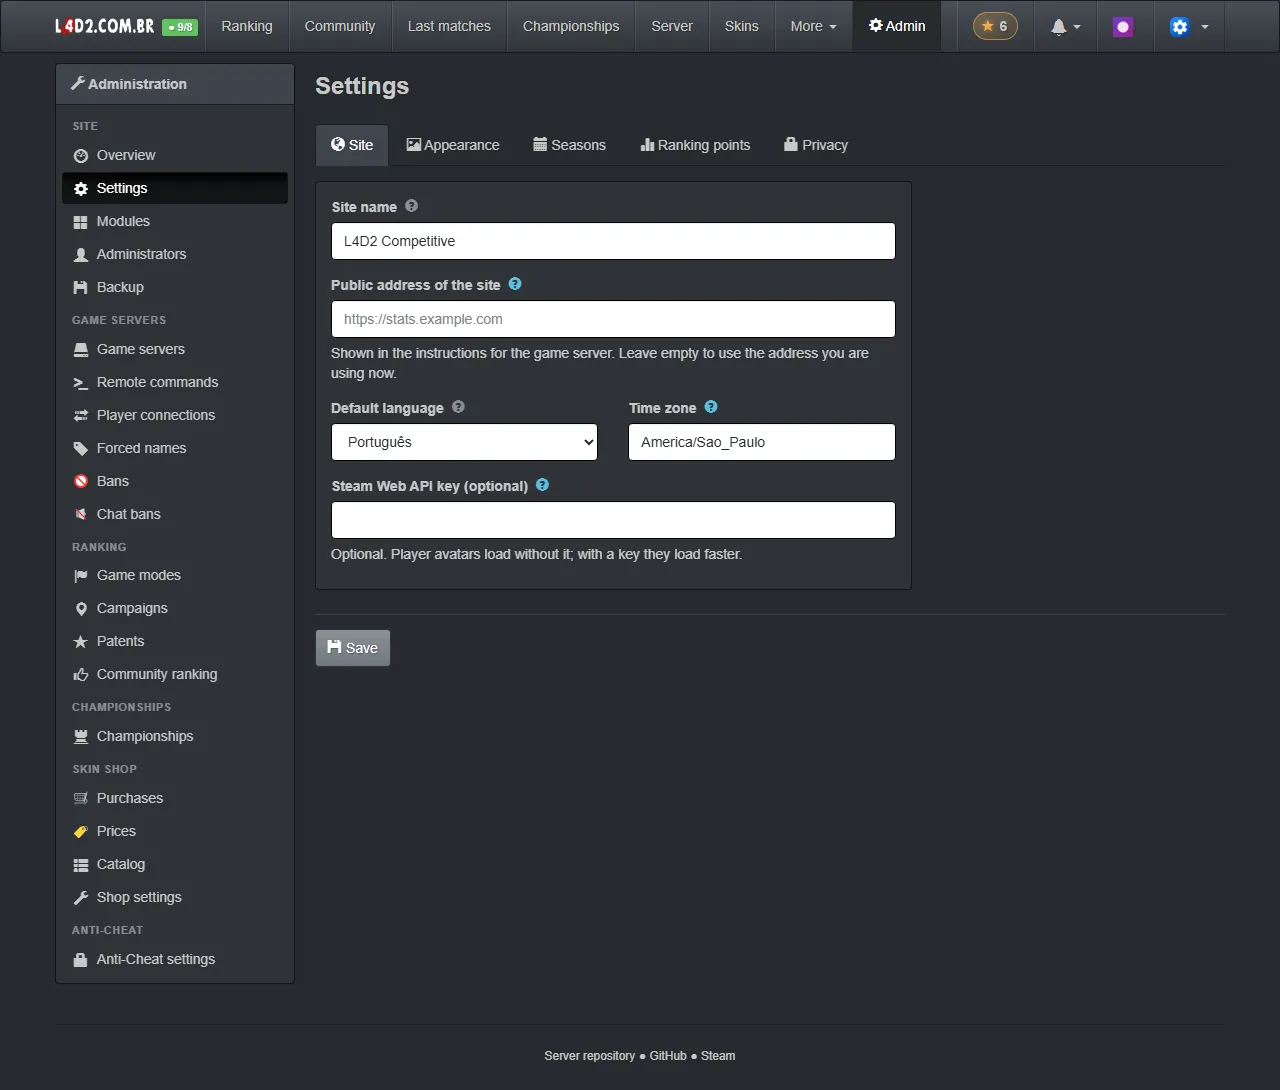 L4D2.COM.BR
9/8
Ranking
Community
Last matches
Championships
Server
Skins
More
Admin
6
Administration
SITE
Overview
Settings
Modules
Administrators
Backup
GAME SERVERS
Game servers
Remote commands
Player connections
Forced names
Bans
Chat bans
RANKING
Game modes
Campaigns
Patents
Community ranking
CHAMPIONSHIPS
Championships
SKIN SHOP
Purchases
Prices
Catalog
Shop settings
ANTI-CHEAT
Anti-Cheat settings
Settings
Site
Appearance
Seasons
Ranking points
Privacy
Site name
L4D2 Competitive
Public address of the site
https://stats.example.com
Shown in the instructions for the game server. Leave empty to use the address you are
using now.
Default language
Time zone
Português
America/Sao_Paulo
Steam Web API key (optional)
Optional. Player avatars load without it; with a key they load faster.
Save
Server repository ● GitHub ● Steam